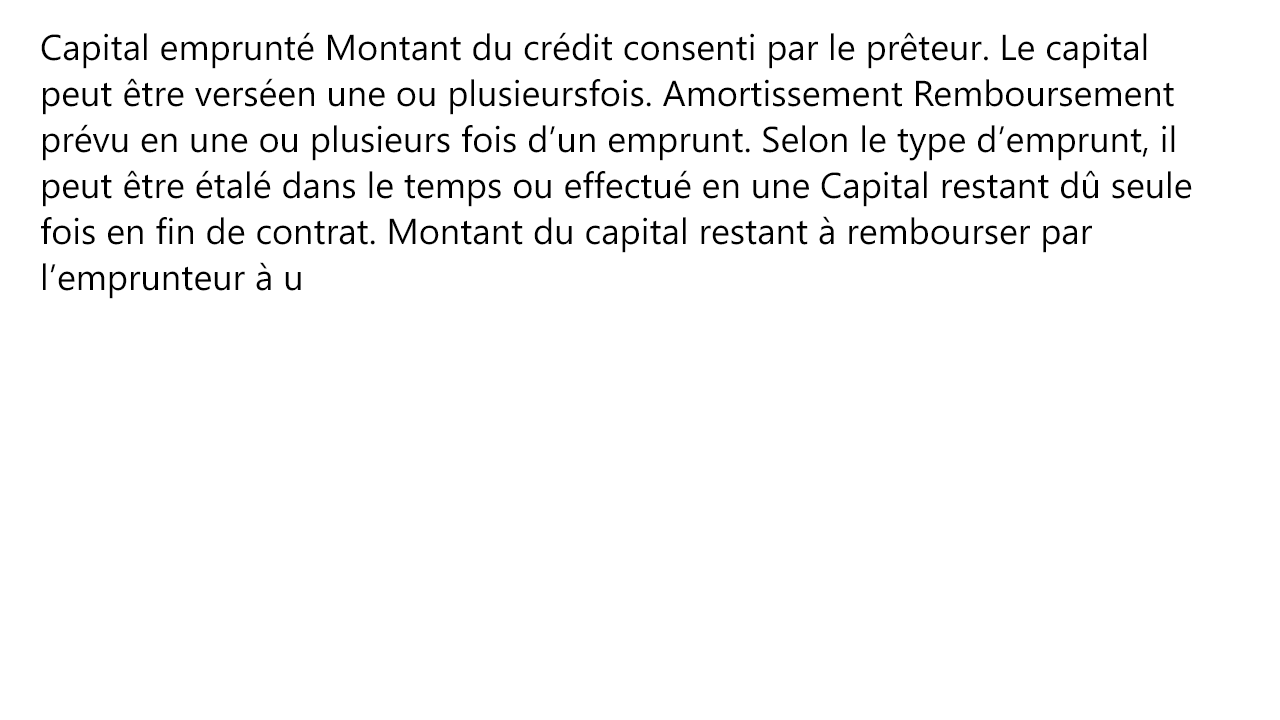 Capital emprunté Montant du crédit consenti par le prêteur. Le capital
peut être verséen une ou plusieursfois. Amortissement Remboursement
prévu en une ou plusieurs fois d’un emprunt. Selon le type d’emprunt, il
peut être étalé dans le temps ou effectué en une Capital restant dû seule
fois en fin de contrat. Montant du capital restant à rembourser par
l’emprunteur à u